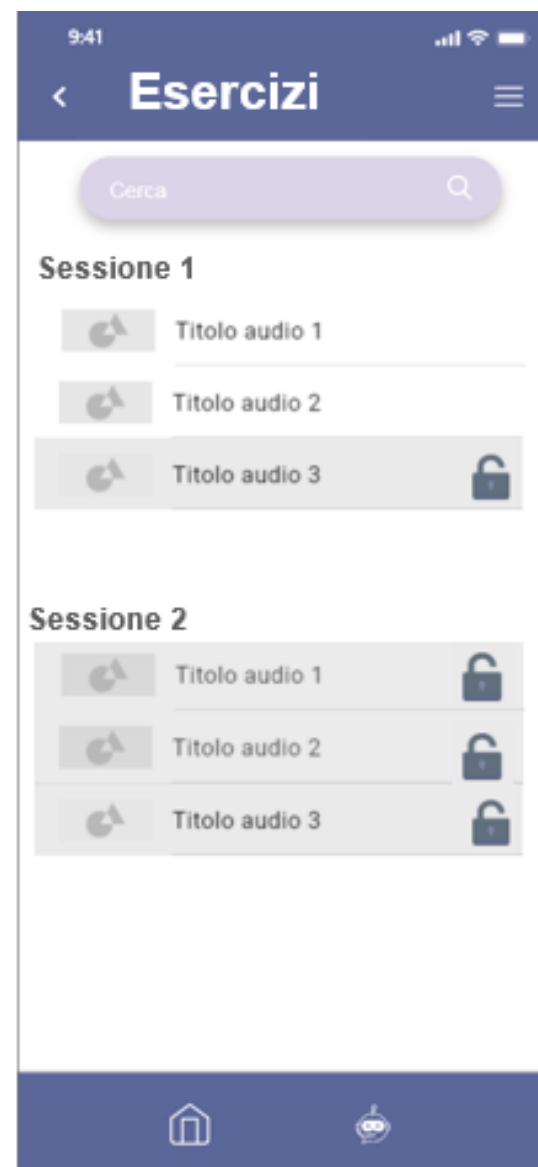 9:41
Esercizi
Cerca
Sessione 1
Titolo audio 1
Titolo audio 2
Titolo audio 3
Sessione 2
Titolo audio 1
Titolo audio 2
Titolo audio 3